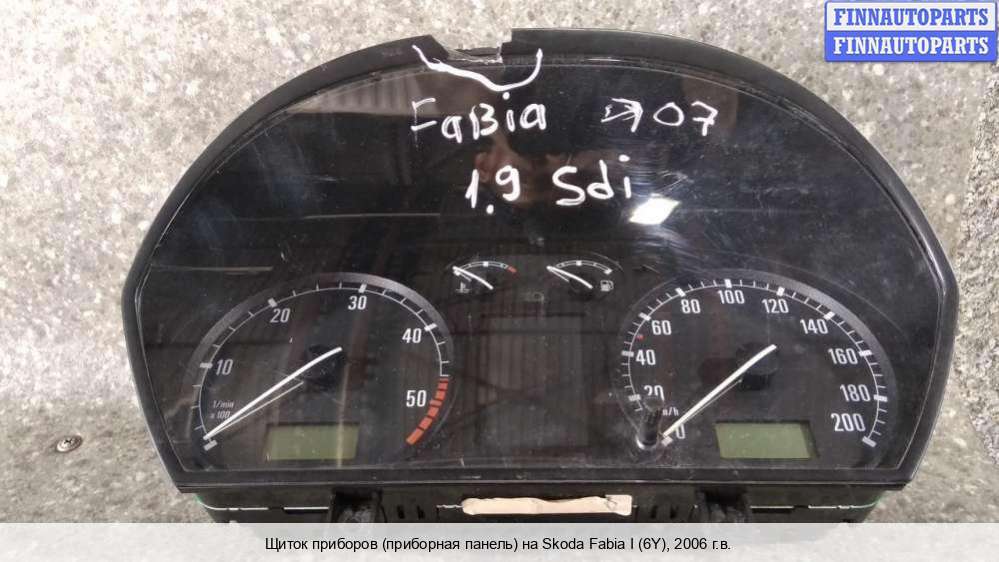 FINNAUTOPARTS
FINNAUTOPARTS
FaBia 07
1.9 Sdi
10 20 30 40 50
1/min
x 100
0 20 40 60 80 100 120 140 160 180 200
km/h
Щиток приборов (приборная панель) на Skoda Fabia I (6Y), 2006 г.в.